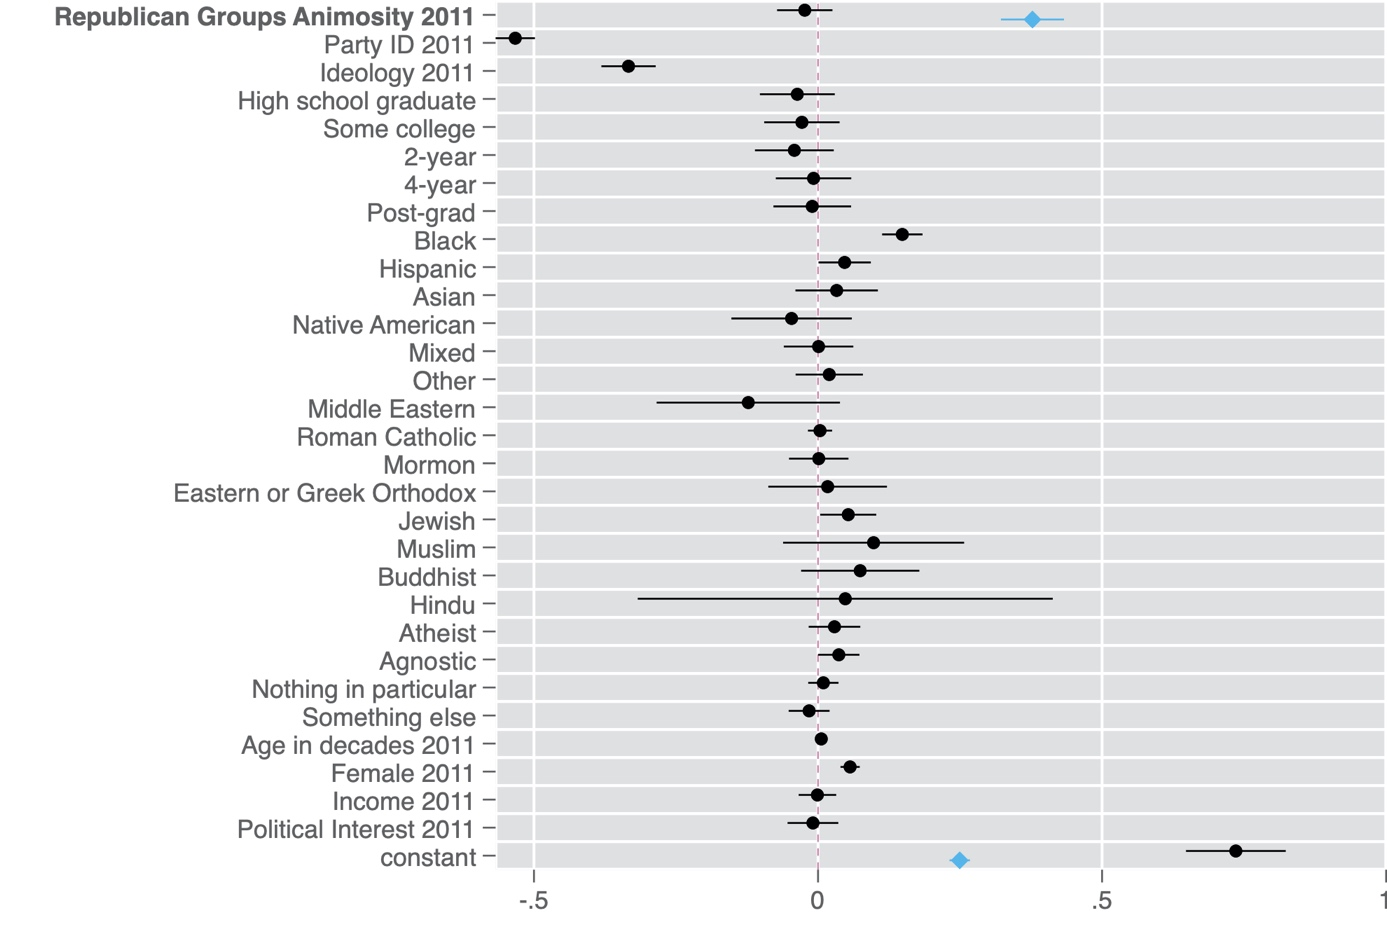 Republican Groups Animosity 2011
Party ID 2011
Ideology 2011
High school graduate
Some college
2-year
4-year
Post-grad
Black
Hispanic
Asian
Native American
Mixed
Other
Middle Eastern
Roman Catholic
Mormon
Eastern or Greek Orthodox
Jewish
Muslim
Buddhist
Hindu
Atheist
Agnostic
Nothing in particular
Something else
Age in decades 2011
Female 2011
Income 2011
Political Interest 2011
constant
-.5 0 .5 1